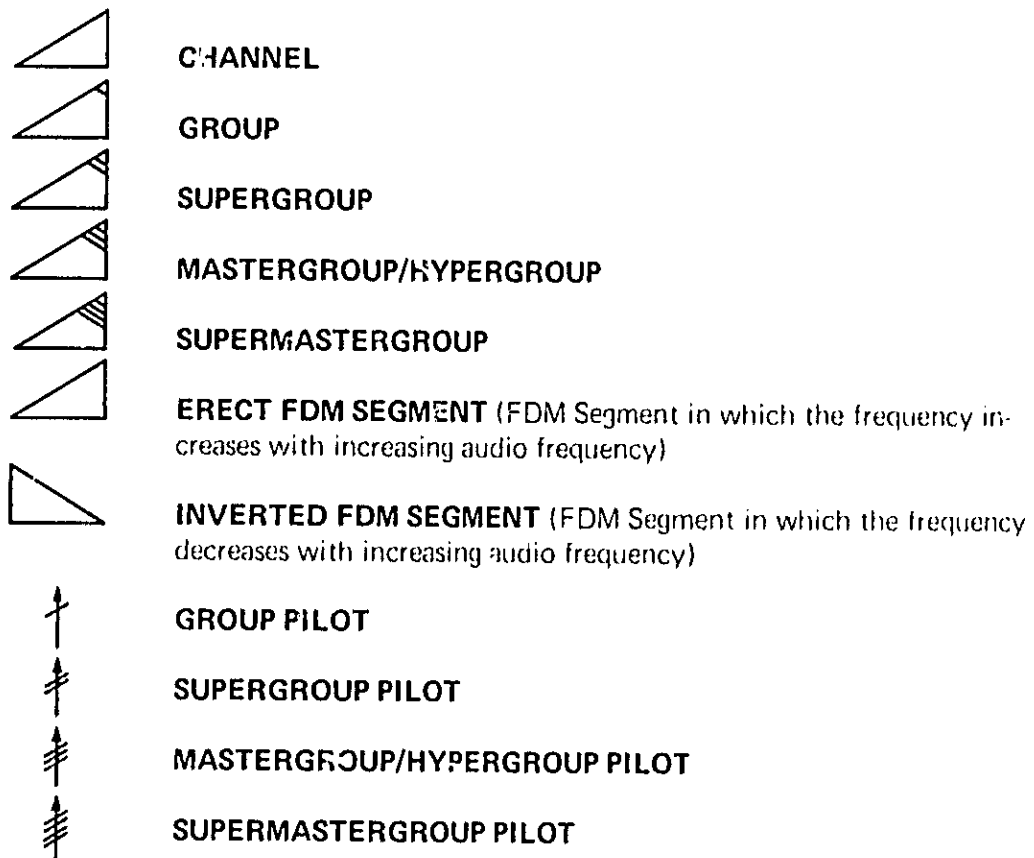 CHANNEL
GROUP
SUPERGROUP
MASTERGROUP/HYPERGROUP
SUPERMASTERGROUP
ERECT FDM SEGMENT (FDM Segment in which the frequency in-
creases with increasing audio frequency)
INVERTED FDM SEGMENT (FDM Segment in which the frequency
decreases with increasing audio frequency)
GROUP PILOT
SUPERGROUP PILOT
MASTERGROUP/HYPERGROUP PILOT
SUPERMASTERGROUP PILOT